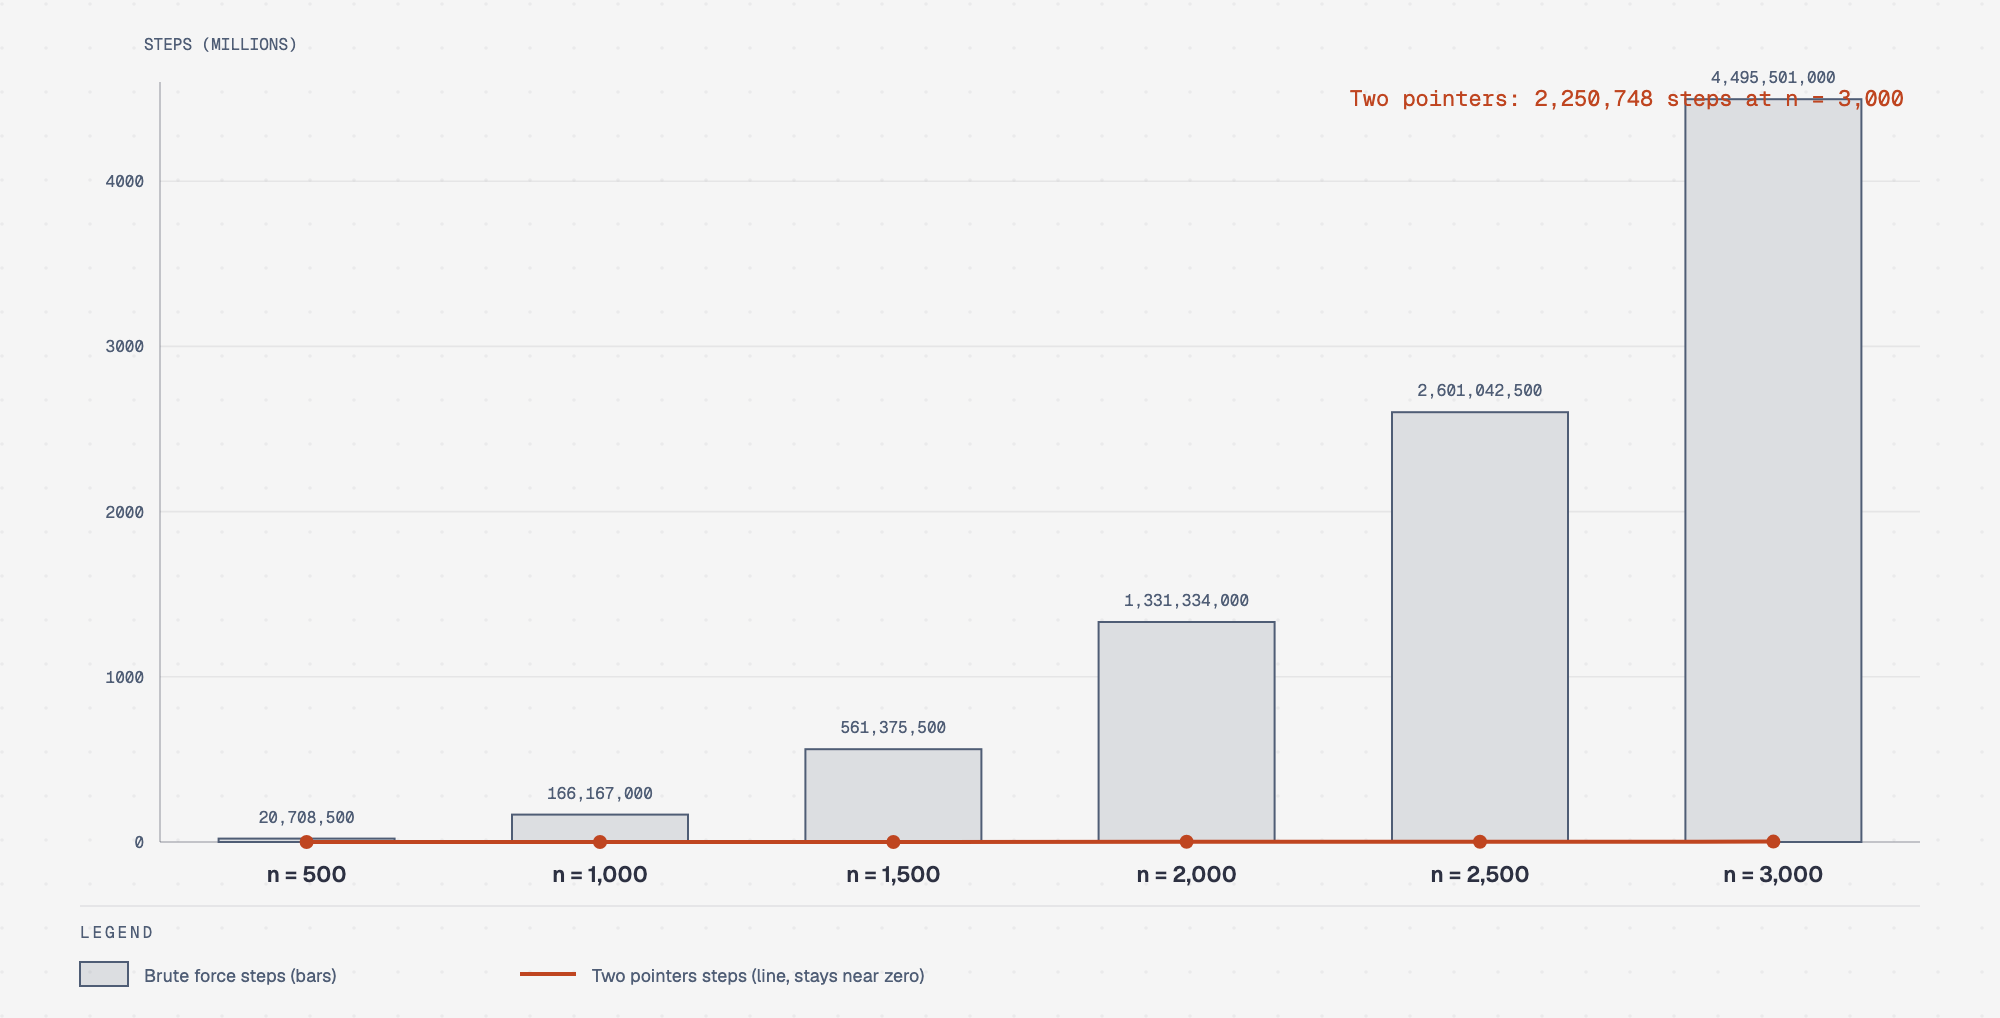 STEPS (MILLIONS)
4,495,501,000
Two pointers: 2,250,748 steps at n = 3,000
4000
3000
2,601,042,500
2000
1,331,334,000
1000
561,375,500
166,167,000
20,708,500
0
n = 500
n = 1,000
n = 1,500
n = 2,000
n = 2,500
n = 3,000
LEGEND
Brute force steps (bars)
Two pointers steps (line, stays near zero)